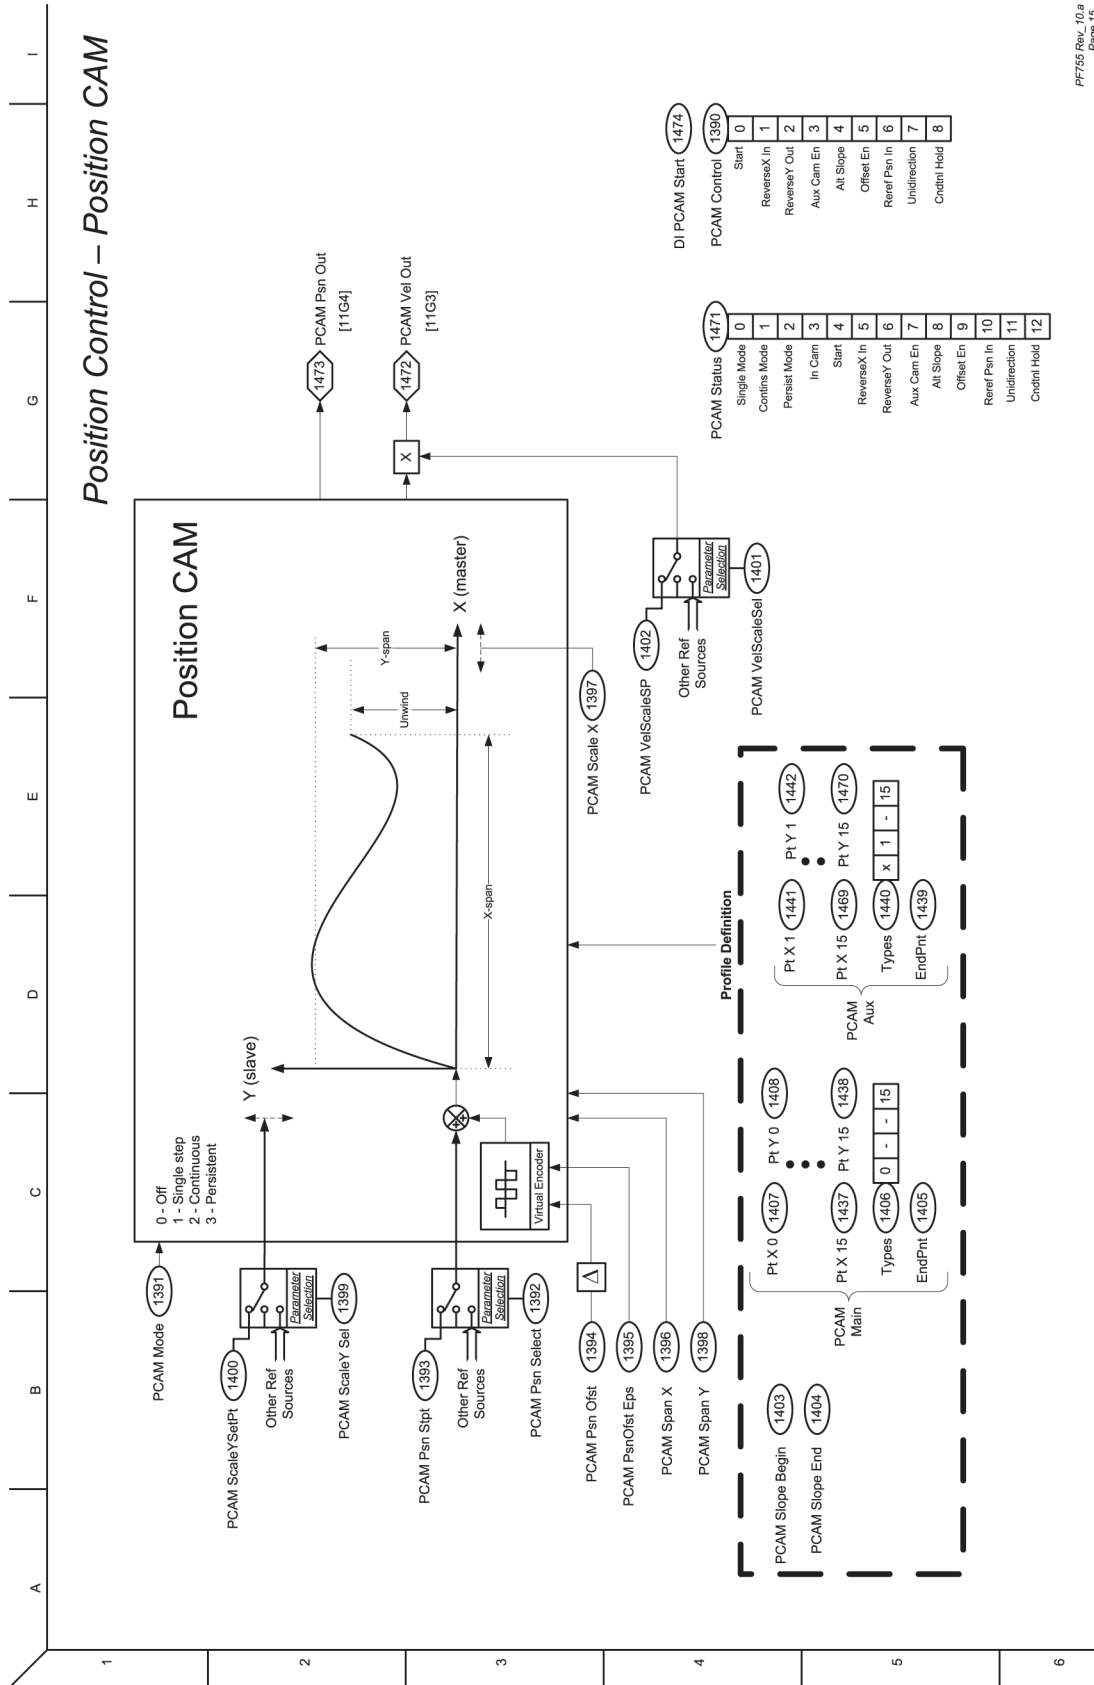 Position Control – Position CAM
A B C D E F G H I
1
2
3
4
5
6
PCAM Mode 1391
0 - Off
1 - Single step
2 - Continuous
3 - Persistent
Position CAM
PCAM ScaleYSetPt 1400
Other Ref
Sources
Parameter
Selection
PCAM ScaleY Sel 1399
Y (slave)
PCAM Psn Stpt 1393
Other Ref
Sources
Parameter
Selection
PCAM Psn Select 1392
+
+
Virtual Encoder
X (master)
Unwind
Y-span
X-span
PCAM Psn Ofst 1394
Δ
PCAM PsnOfst Eps 1395
PCAM Span X 1396
PCAM Span Y 1398
PCAM Scale X 1397
PCAM VelScaleSP 1402
Other Ref
Sources
Parameter
Selection
PCAM VelScaleSel 1401
X
1473 PCAM Psn Out
[11G4]
1472 PCAM Vel Out
[11G3]
Profile Definition
PCAM Slope Begin 1403
PCAM Slope End 1404
PCAM
Main
Pt X 0 1407 Pt Y 0 1408
Pt X 15 1437 Pt Y 15 1438
Types 1406 0 - - 15
EndPnt 1405
PCAM
Aux
Pt X 1 1441 Pt Y 1 1442
Pt X 15 1469 Pt Y 15 1470
Types 1440 x 1 - 15
EndPnt 1439
PCAM Status 1471
Single Mode 0
Contins Mode 1
Persist Mode 2
In Cam 3
Start 4
ReverseX In 5
ReverseY Out 6
Aux Cam En 7
Alt Slope 8
Offset En 9
Reref Psn In 10
Unidirection 11
Cndtnl Hold 12
DI PCAM Start 1474
PCAM Control 1390
Start 0
ReverseX In 1
ReverseY Out 2
Aux Cam En 3
Alt Slope 4
Offset En 5
Reref Psn In 6
Unidirection 7
Cndtnl Hold 8
PF755 Rev_10.a
Page 15